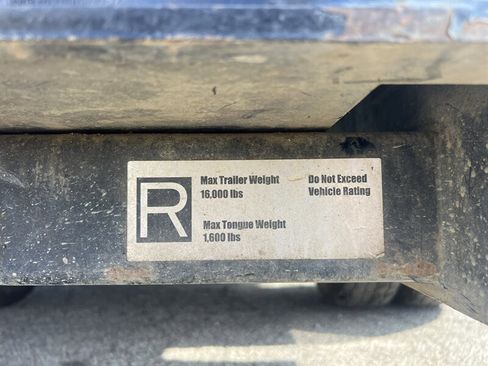 R
Max Trailer Weight
16,000 lbs
Max Tongue Weight
1,600 lbs
Do Not Exceed
Vehicle Rating